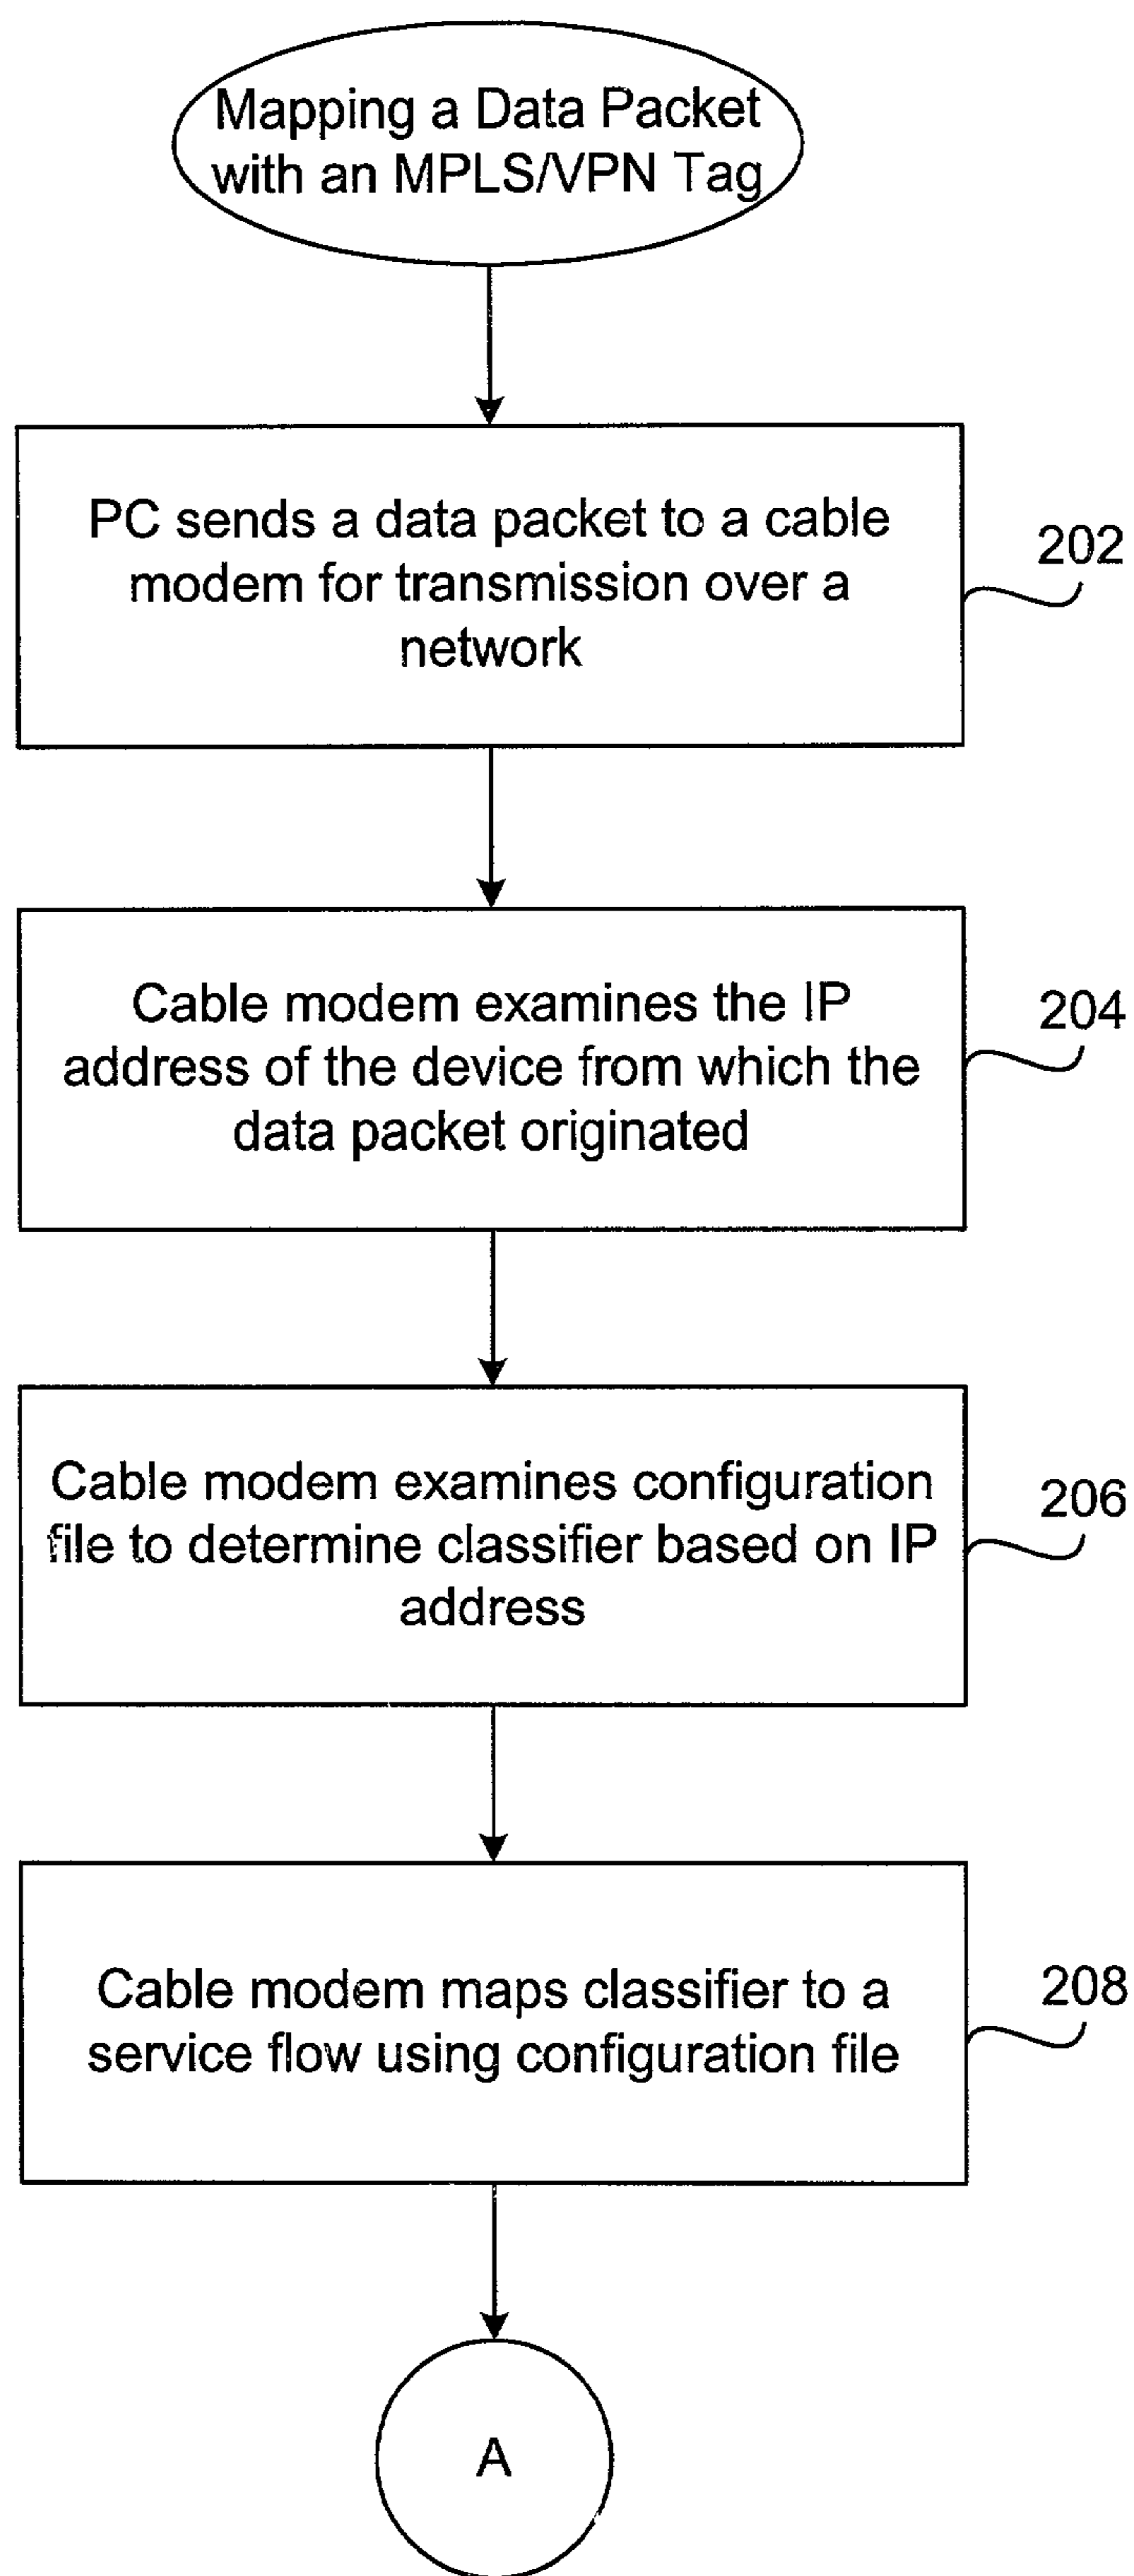 Mapping a Data Packet
with an MPLS/VPN Tag
PC sends a data packet to a cable
modem for transmission over a
network
202
Cable modem examines the IP
address of the device from which the
data packet originated
204
Cable modem examines configuration
file to determine classifier based on IP
address
206
Cable modem maps classifier to a
service flow using configuration file
208
A